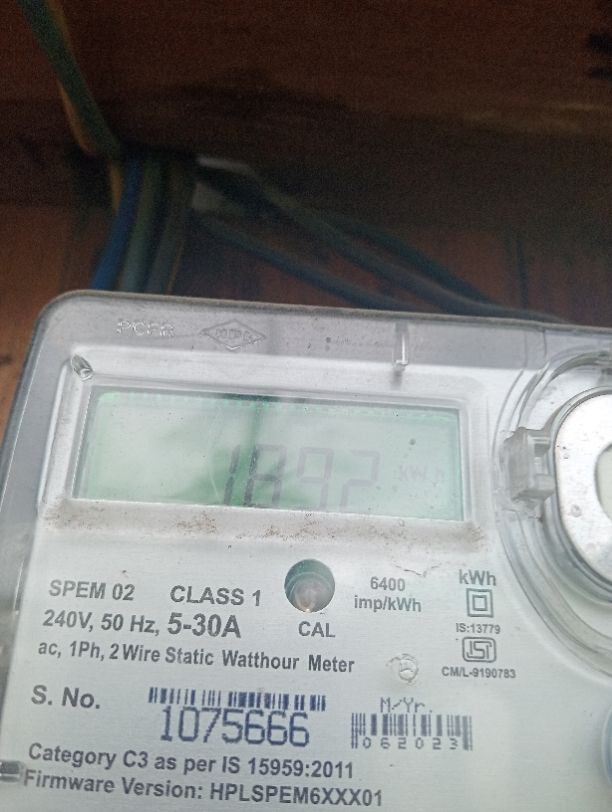 1892 kWh
SPEM 02 CLASS 1
240V, 50 Hz, 5-30A
ac, 1Ph, 2 Wire Static Watthour Meter
CAL
6400
imp/kWh
kWh
IS:13779
CM/L-9190783
S. No.
1075666
M/Yr.
062023
Category C3 as per IS 15959:2011
Firmware Version: HPLSPEM6XXX01